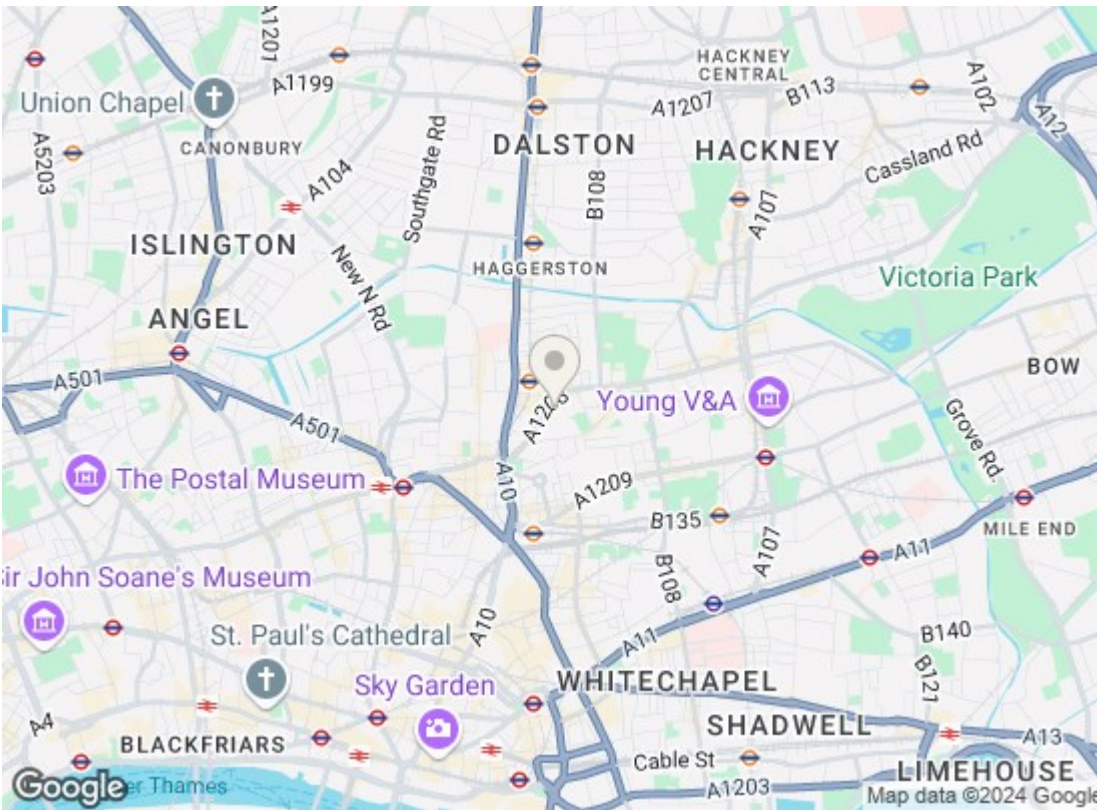 A1201
A1199
HACKNEY
CENTRAL
A102
A12
Union Chapel
A1207
B113
A5203
CANONBURY
DALSTON
HACKNEY
Cassland Rd
A104
Southgate Rd
B108
A107
ISLINGTON
New N Rd
HAGGERSTON
Victoria Park
ANGEL
BOW
A501
Young V&A
A501
Grove Rd.
The Postal Museum
A10
A1209
B135
MILE END
A107
A11
Sir John Soane's Museum
B108
A10
St. Paul's Cathedral
A11
B140
Sky Garden
WHITECHAPEL
B121
A4
SHADWELL
BLACKFRIARS
A13
Cable St
LIMEHOUSE
Google
Thames
A1203
Map data ©2024 Google